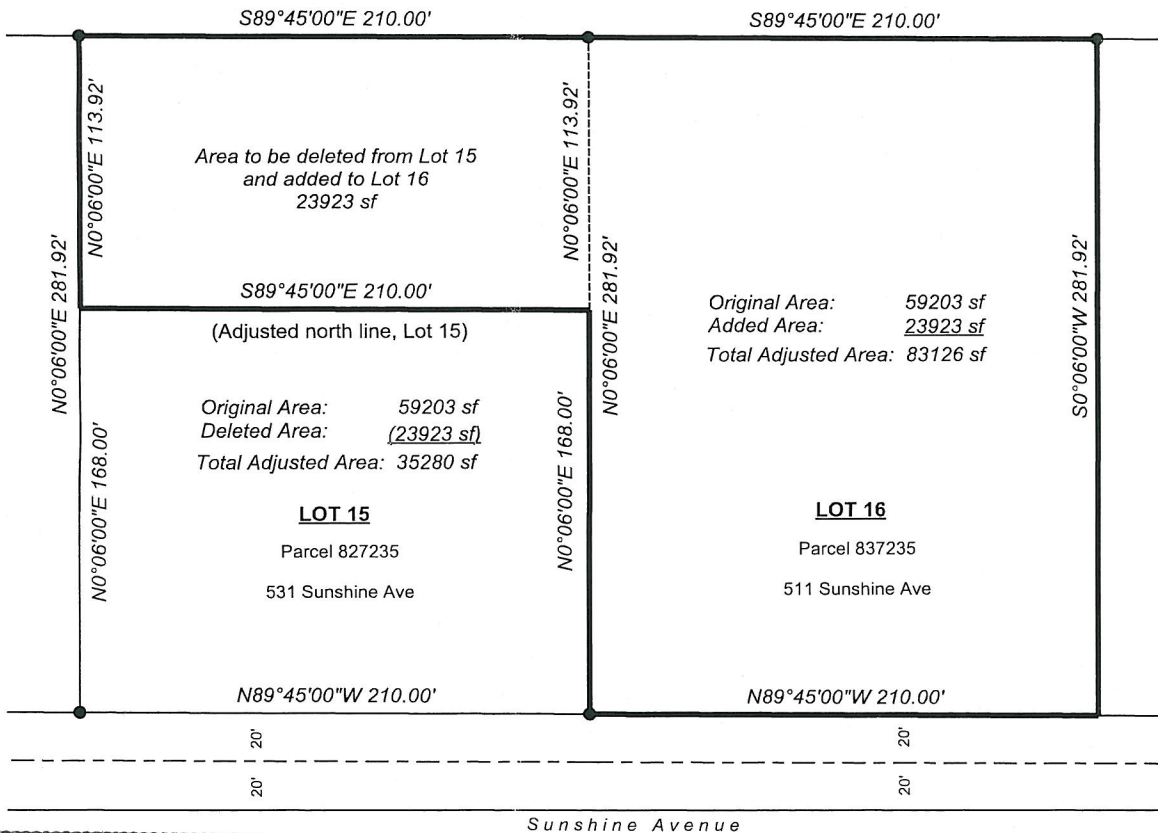 S89°45'00"E 210.00'
S89°45'00"E 210.00'
N0°06'00"E 113.92'
N0°06'00"E 113.92'
Area to be deleted from Lot 15
and added to Lot 16
23923 sf
N0°06'00"E 281.92'
N0°06'00"E 281.92'
S0°06'00"W 281.92'
S89°45'00"E 210.00'
(Adjusted north line, Lot 15)
Original Area: 59203 sf
Added Area: 23923 sf
Total Adjusted Area: 83126 sf
Original Area: 59203 sf
Deleted Area: (23923 sf)
Total Adjusted Area: 35280 sf
N0°06'00"E 168.00'
N0°06'00"E 168.00'
LOT 15
Parcel 827235
531 Sunshine Ave
LOT 16
Parcel 837235
511 Sunshine Ave
N89°45'00"W 210.00'
N89°45'00"W 210.00'
20'
20'
20'
20'
Sunshine Avenue